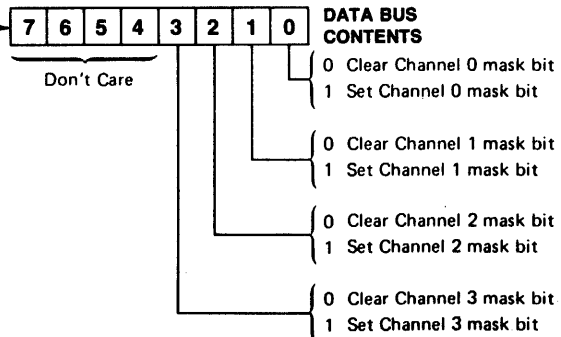 7 6 5 4 3 2 1 0
DATA BUS
CONTENTS
Don't Care
0 Clear Channel 0 mask bit
1 Set Channel 0 mask bit
0 Clear Channel 1 mask bit
1 Set Channel 1 mask bit
0 Clear Channel 2 mask bit
1 Set Channel 2 mask bit
0 Clear Channel 3 mask bit
1 Set Channel 3 mask bit